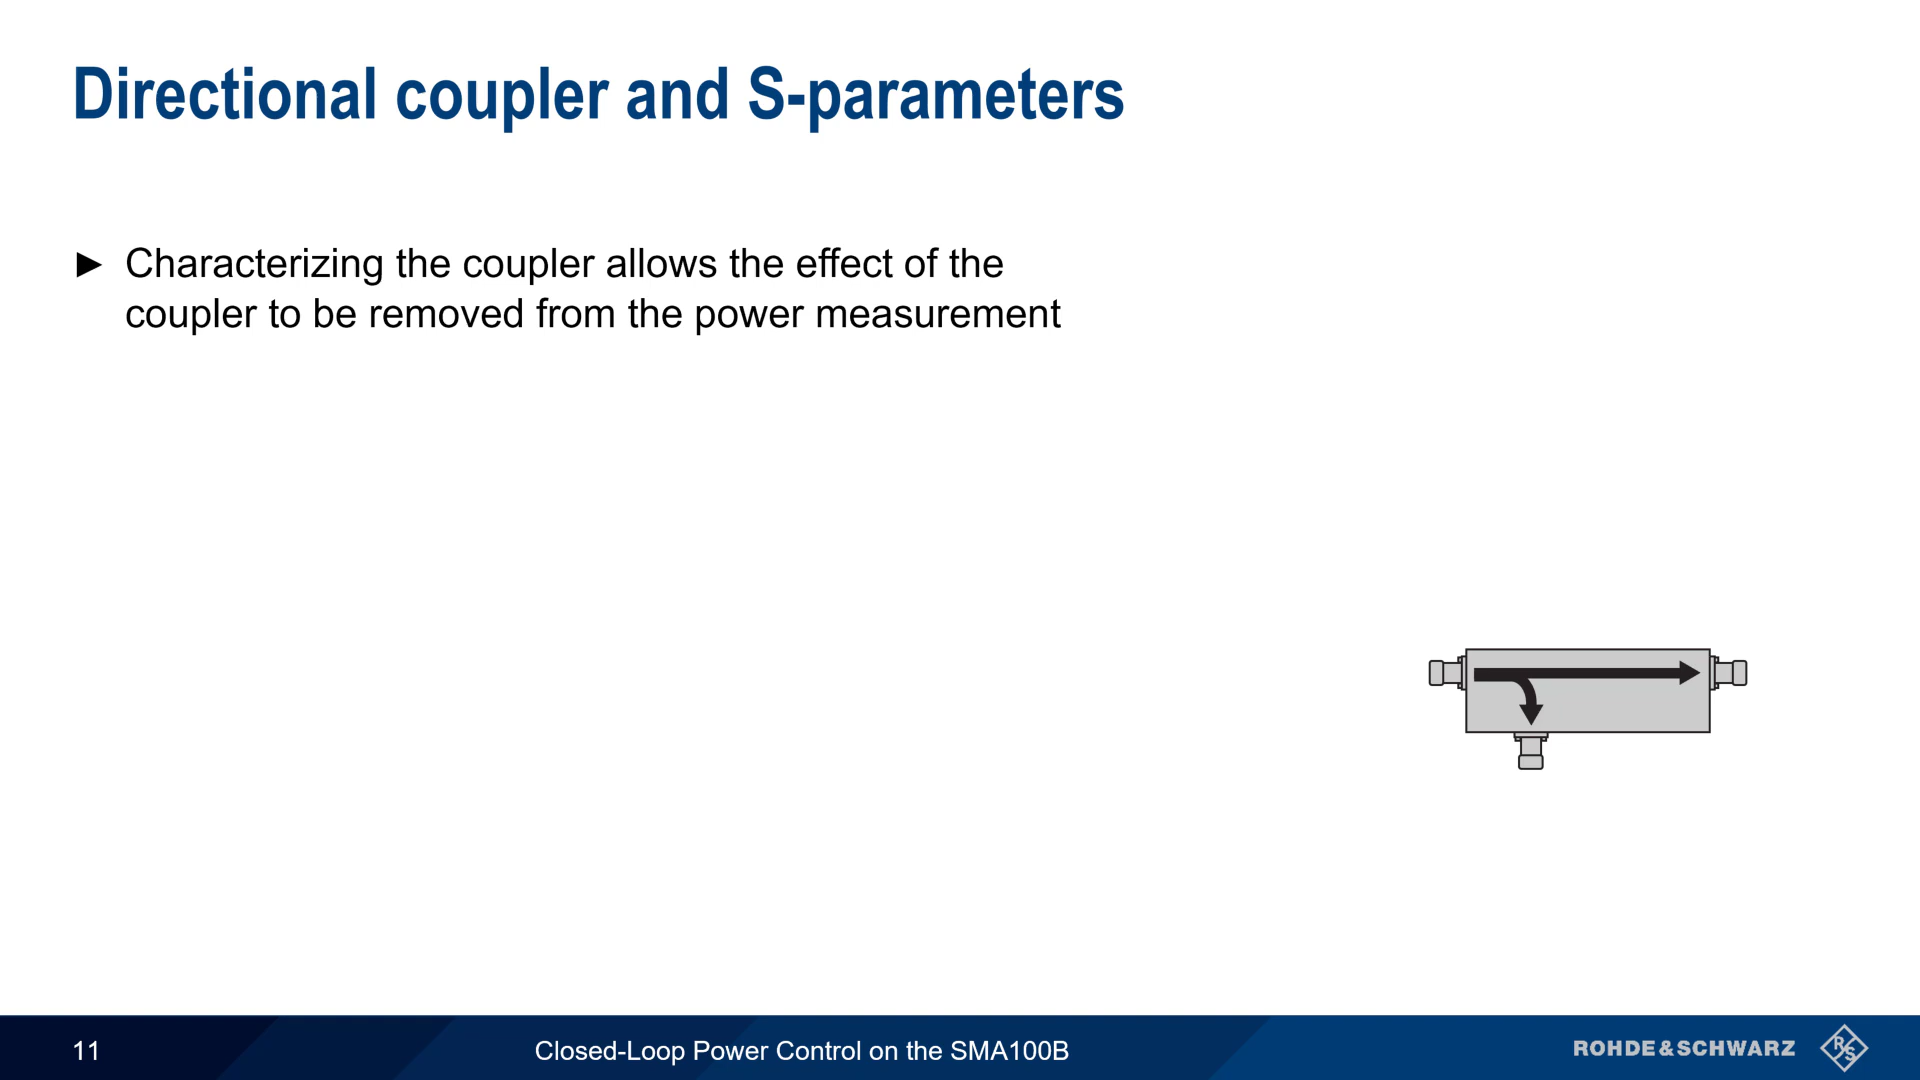 Directional coupler and S-parameters
► Characterizing the coupler allows the effect of the
coupler to be removed from the power measurement
11
Closed-Loop Power Control on the SMA100B
ROHDE&SCHWARZ
R&S